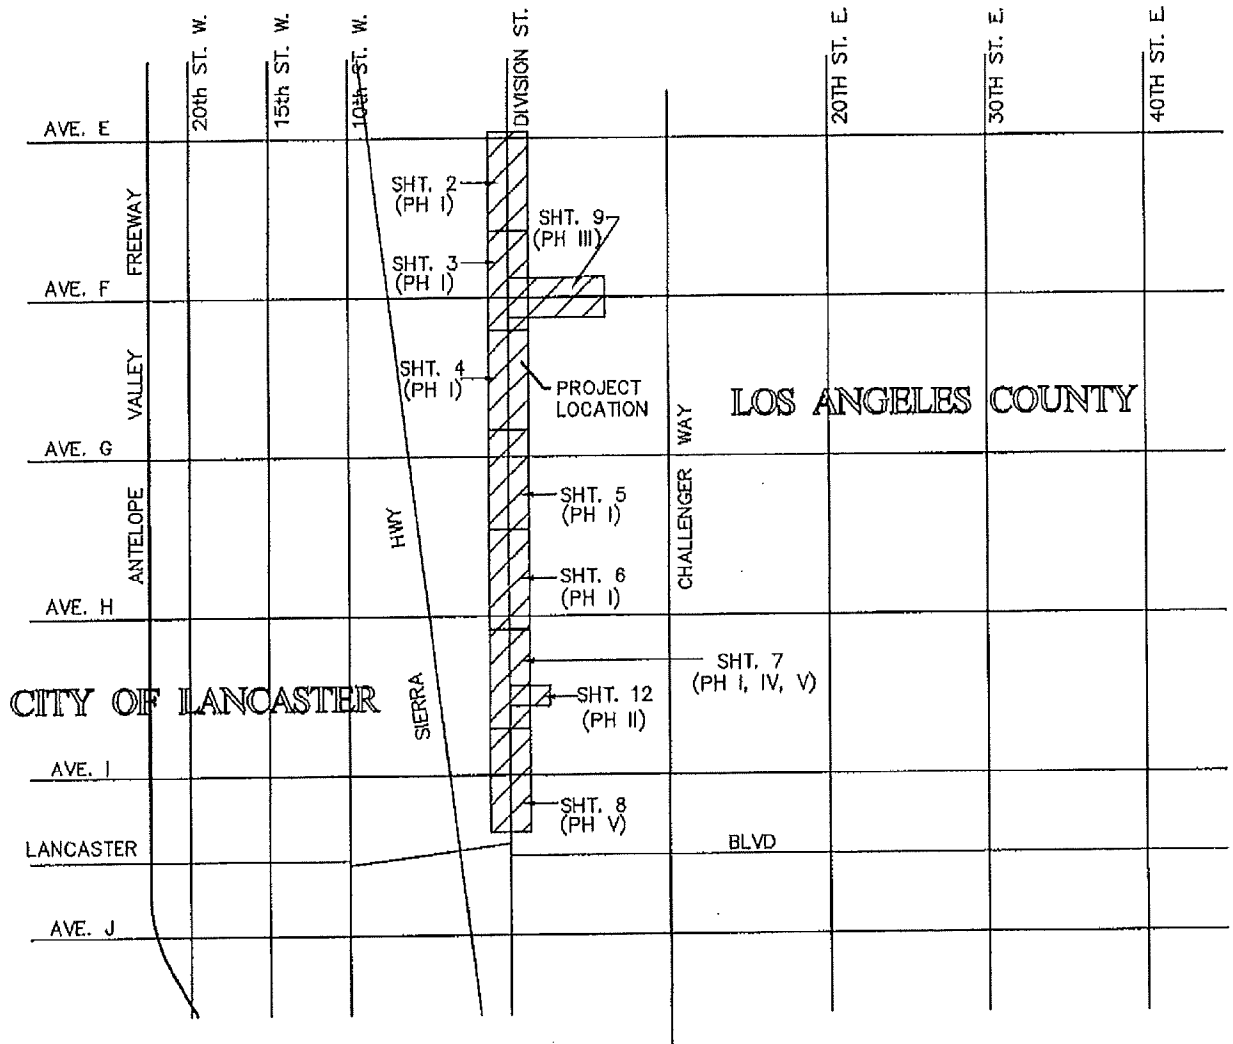 20th ST. W.
15th ST. W.
10th ST. W.
DIVISION ST.
20TH ST. E.
30TH ST. E.
40TH ST. E.
AVE. E
FREEWAY
SHT. 2
(PH I)
SHT. 9
(PH III)
SHT. 3
(PH I)
AVE. F
VALLEY
SHT. 4
(PH I)
PROJECT
LOCATION
LOS ANGELES COUNTY
WAY
AVE. G
ANTELOPE
HWY
SHT. 5
(PH I)
CHALLENGER
SHT. 6
(PH I)
AVE. H
SHT. 7
(PH I, IV, V)
CITY OF LANCASTER
SIERRA
SHT. 12
(PH II)
AVE. I
SHT. 8
(PH V)
LANCASTER
BLVD
AVE. J